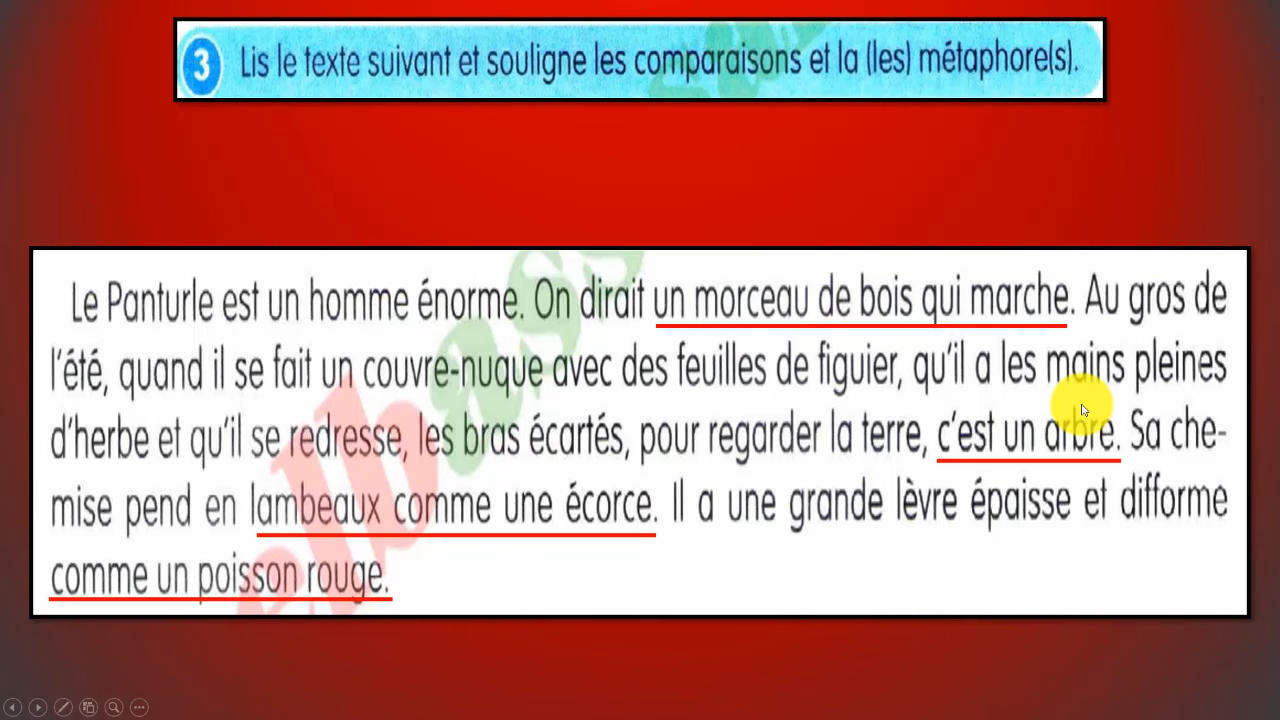 3 Lis le texte suivant et souligne les comparaisons et la (les) métaphore(s).
Le Panturle est un homme énorme. On dirait un morceau de bois qui marche. Au gros de
l'été, quand il se fait un couvre-nuque avec des feuilles de figuier, qu'il a les mains pleines
d'herbe et qu'il se redresse, les bras écartés, pour regarder la terre, c'est un arbre. Sa che-
mise pend en lambeaux comme une écorce. Il a une grande lèvre épaisse et difforme
comme un poisson rouge.